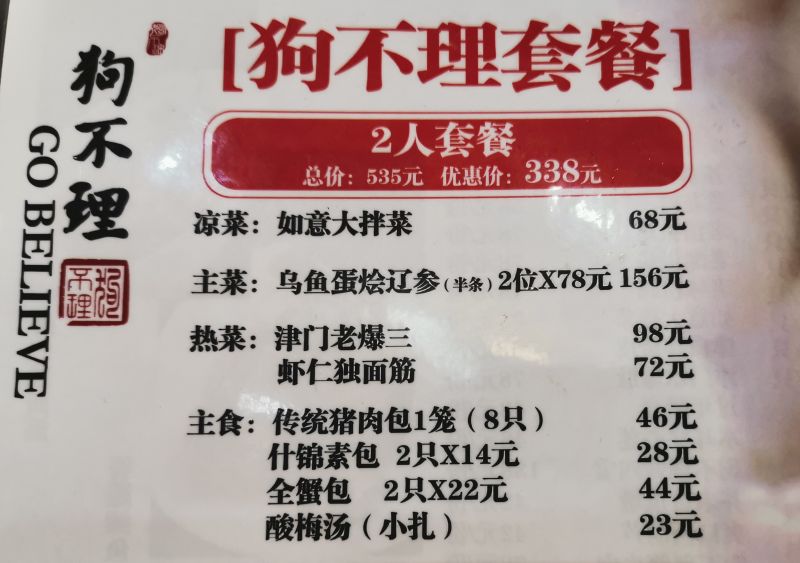 狗不理
GO BELIEVE
[狗不理套餐]
2人套餐
总价：535元 优惠价：338元
凉菜：如意大拌菜 68元
主菜：乌鱼蛋烩辽参(半条) 2位X78元 156元
热菜：津门老爆三 98元
虾仁独面筋 72元
主食：传统猪肉包1笼（8只） 46元
什锦素包 2只X14元 28元
全蟹包 2只X22元 44元
酸梅汤（小扎） 23元